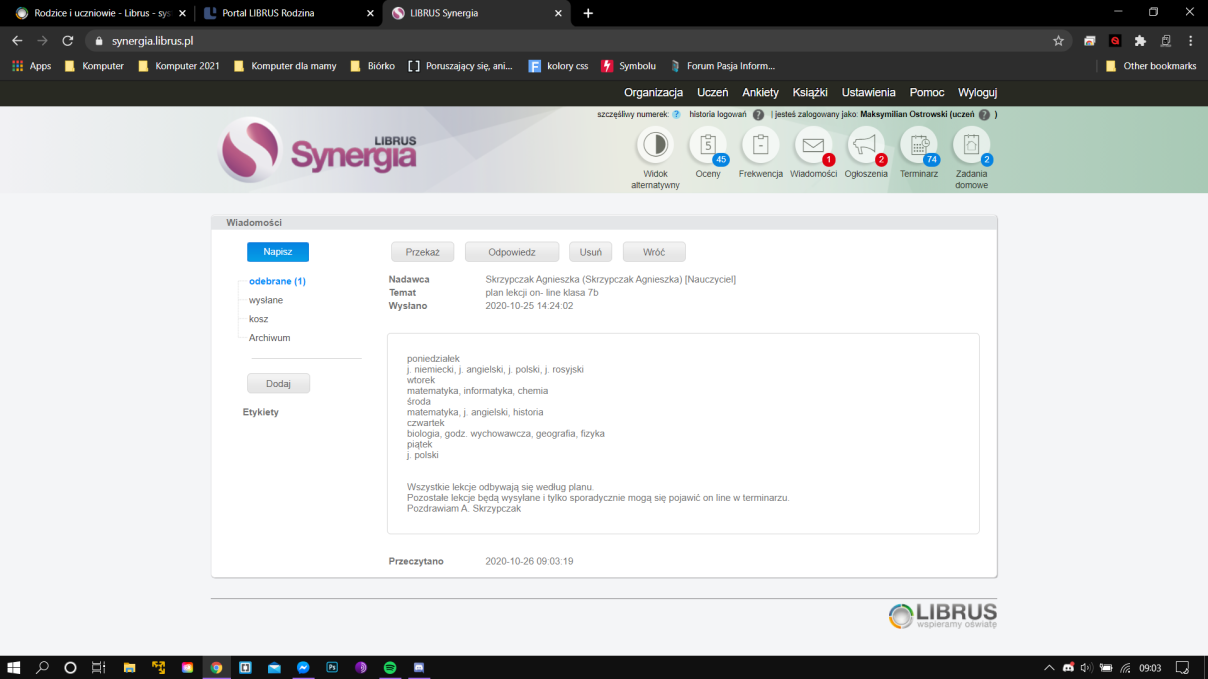 Rodzice i uczniowie - Librus - sys
Portal LIBRUS Rodzina
LIBRUS Synergia
synergia.librus.pl
Apps
Komputer
Komputer 2021
Komputer dla mamy
Biórko
Poruszający się, ani...
kolory css
Symbolu
Forum Pasja Inform...
Other bookmarks
Organizacja Uczeń Ankiety Książki Ustawienia Pomoc Wyloguj
szczęśliwy numerek: ? historia logowań ? | jesteś zalogowany jako: Maksymilian Ostrowski (uczeń ? )
LIBRUS
Synergia
5
45
1
2
74
2
Widok alternatywny
Oceny
Frekwencja
Wiadomości
Ogłoszenia
Terminarz
Zadania domowe
Wiadomości
Napisz
odebrane (1)
wysłane
kosz
Archiwum
Dodaj
Etykiety
Przekaż Odpowiedz Usuń Wróć
Nadawca Skrzypczak Agnieszka (Skrzypczak Agnieszka) [Nauczyciel]
Temat plan lekcji on- line klasa 7b
Wysłano 2020-10-25 14:24:02
poniedziałek
j. niemiecki, j. angielski, j. polski, j. rosyjski
wtorek
matematyka, informatyka, chemia
środa
matematyka, j. angielski, historia
czwartek
biologia, godz. wychowawcza, geografia, fizyka
piątek
j. polski
Wszystkie lekcje odbywają się według planu.
Pozostałe lekcje będą wysyłane i tylko sporadycznie mogą się pojawić on line w terminarzu.
Pozdrawiam A. Skrzypczak
Przeczytano 2020-10-26 09:03:19
LIBRUS
wspieramy oświatę
Ps
09:03